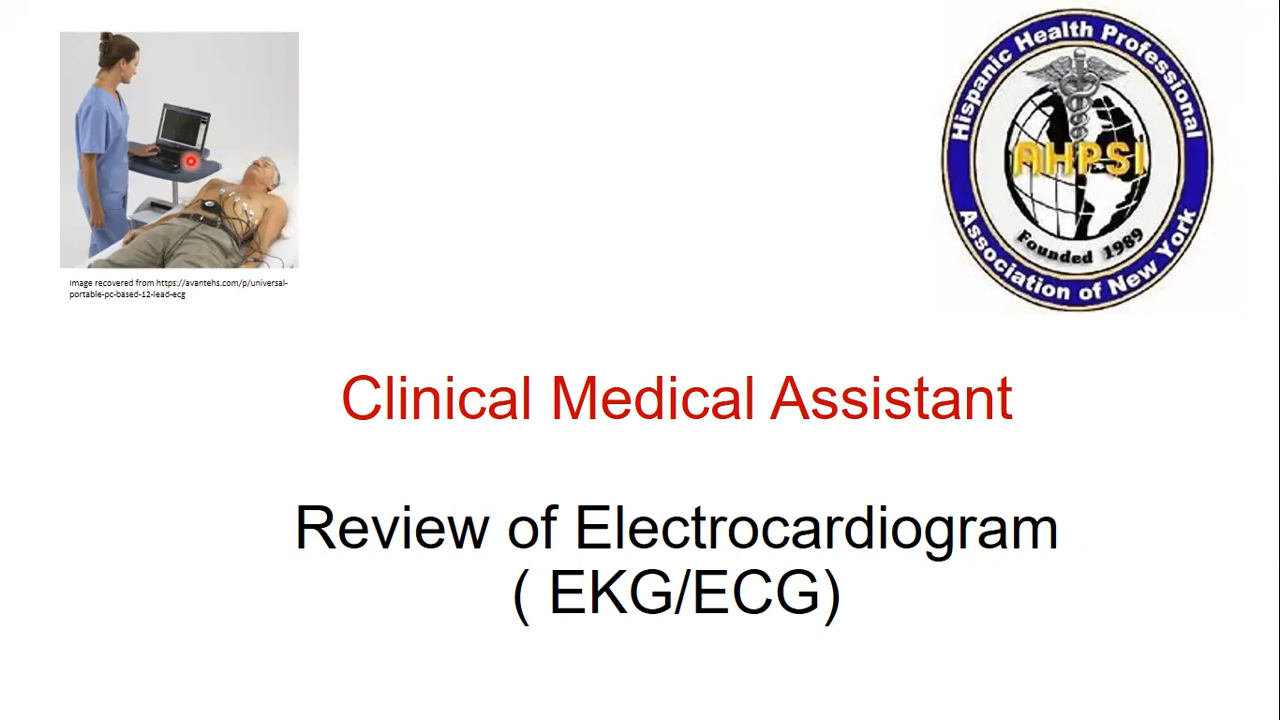 Hispanic Health Professional
AHPSI
Founded 1989
Association of New York
Image recovered from https://avantehs.com/p/universal-
portable-pc-based-12-lead-ecg
Clinical Medical Assistant
Review of Electrocardiogram
( EKG/ECG)